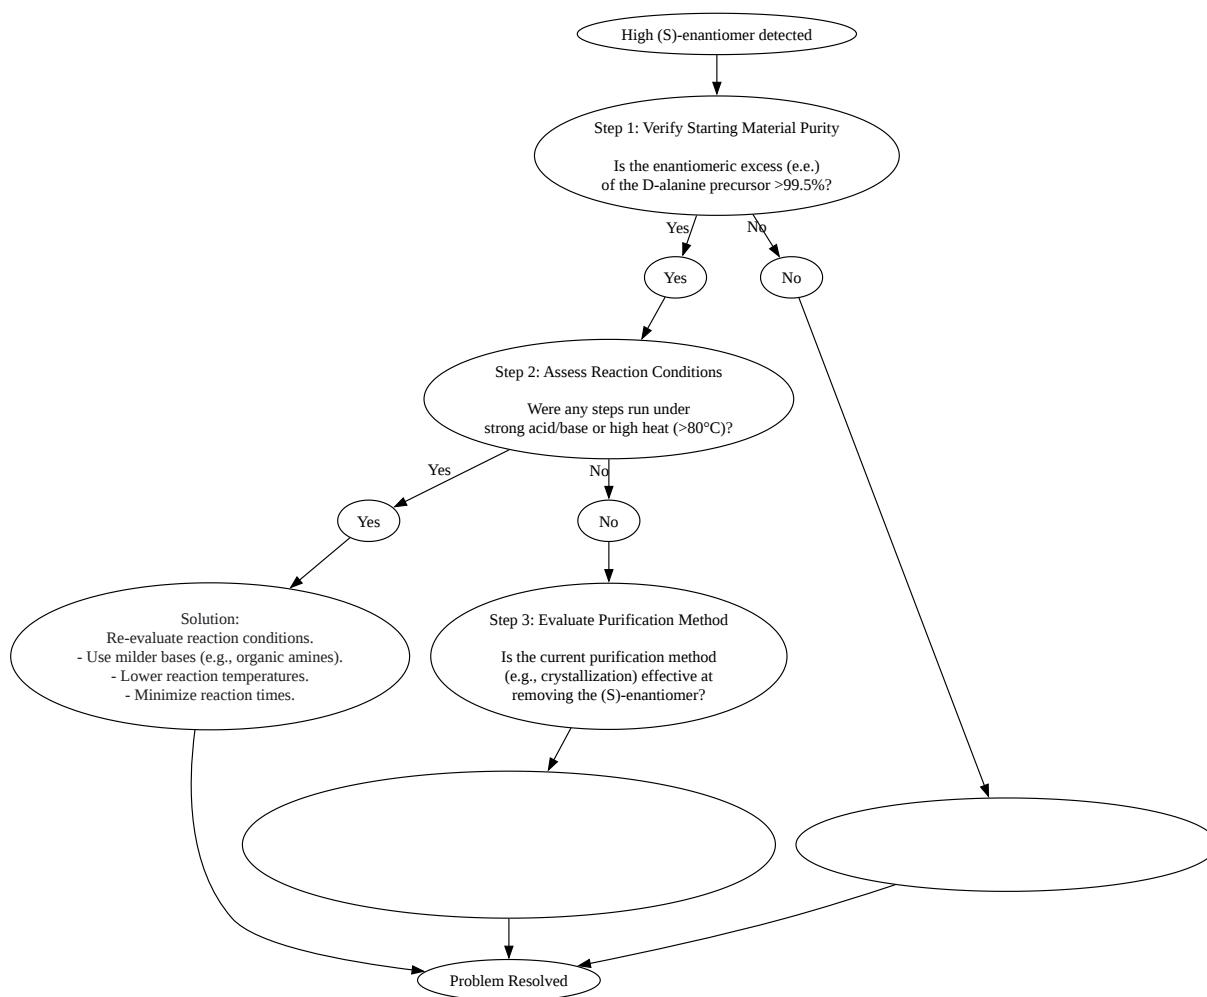 High (S)-enantiomer detected
Step 1: Verify Starting Material Purity
Is the enantiomeric excess (e.e.)
of the D-alanine precursor >99.5%?
Yes
No
Yes
No
Step 2: Assess Reaction Conditions
Were any steps run under
strong acid/base or high heat (>80°C)?
Yes
No
Yes
No
Solution:
Re-evaluate reaction conditions.
- Use milder bases (e.g., organic amines).
- Lower reaction temperatures.
- Minimize reaction times.
Step 3: Evaluate Purification Method
Is the current purification method
(e.g., crystallization) effective at
removing the (S)-enantiomer?
Problem Resolved